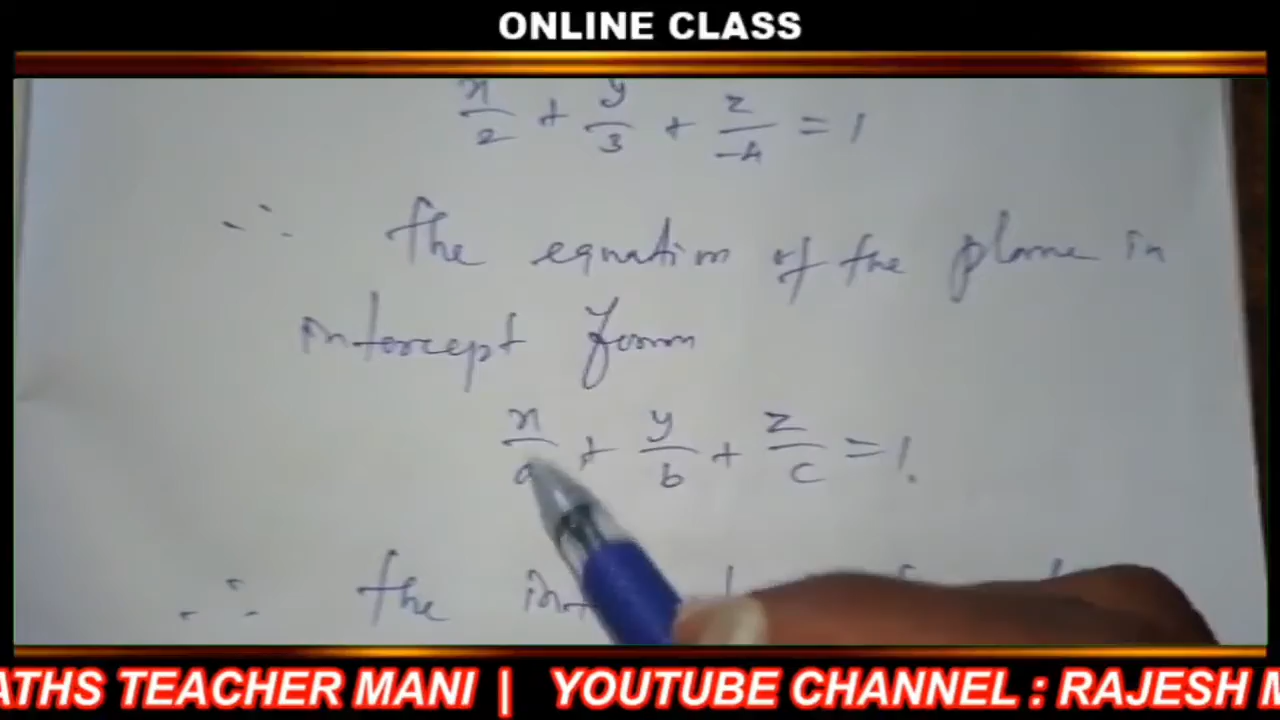 ONLINE CLASS
x/2 + y/3 + z/-4 = 1
∴ The equation of the plane in
intercept form
x/a + y/b + z/c = 1.
∴ The
ATHS TEACHER MANI | YOUTUBE CHANNEL : RAJESH M